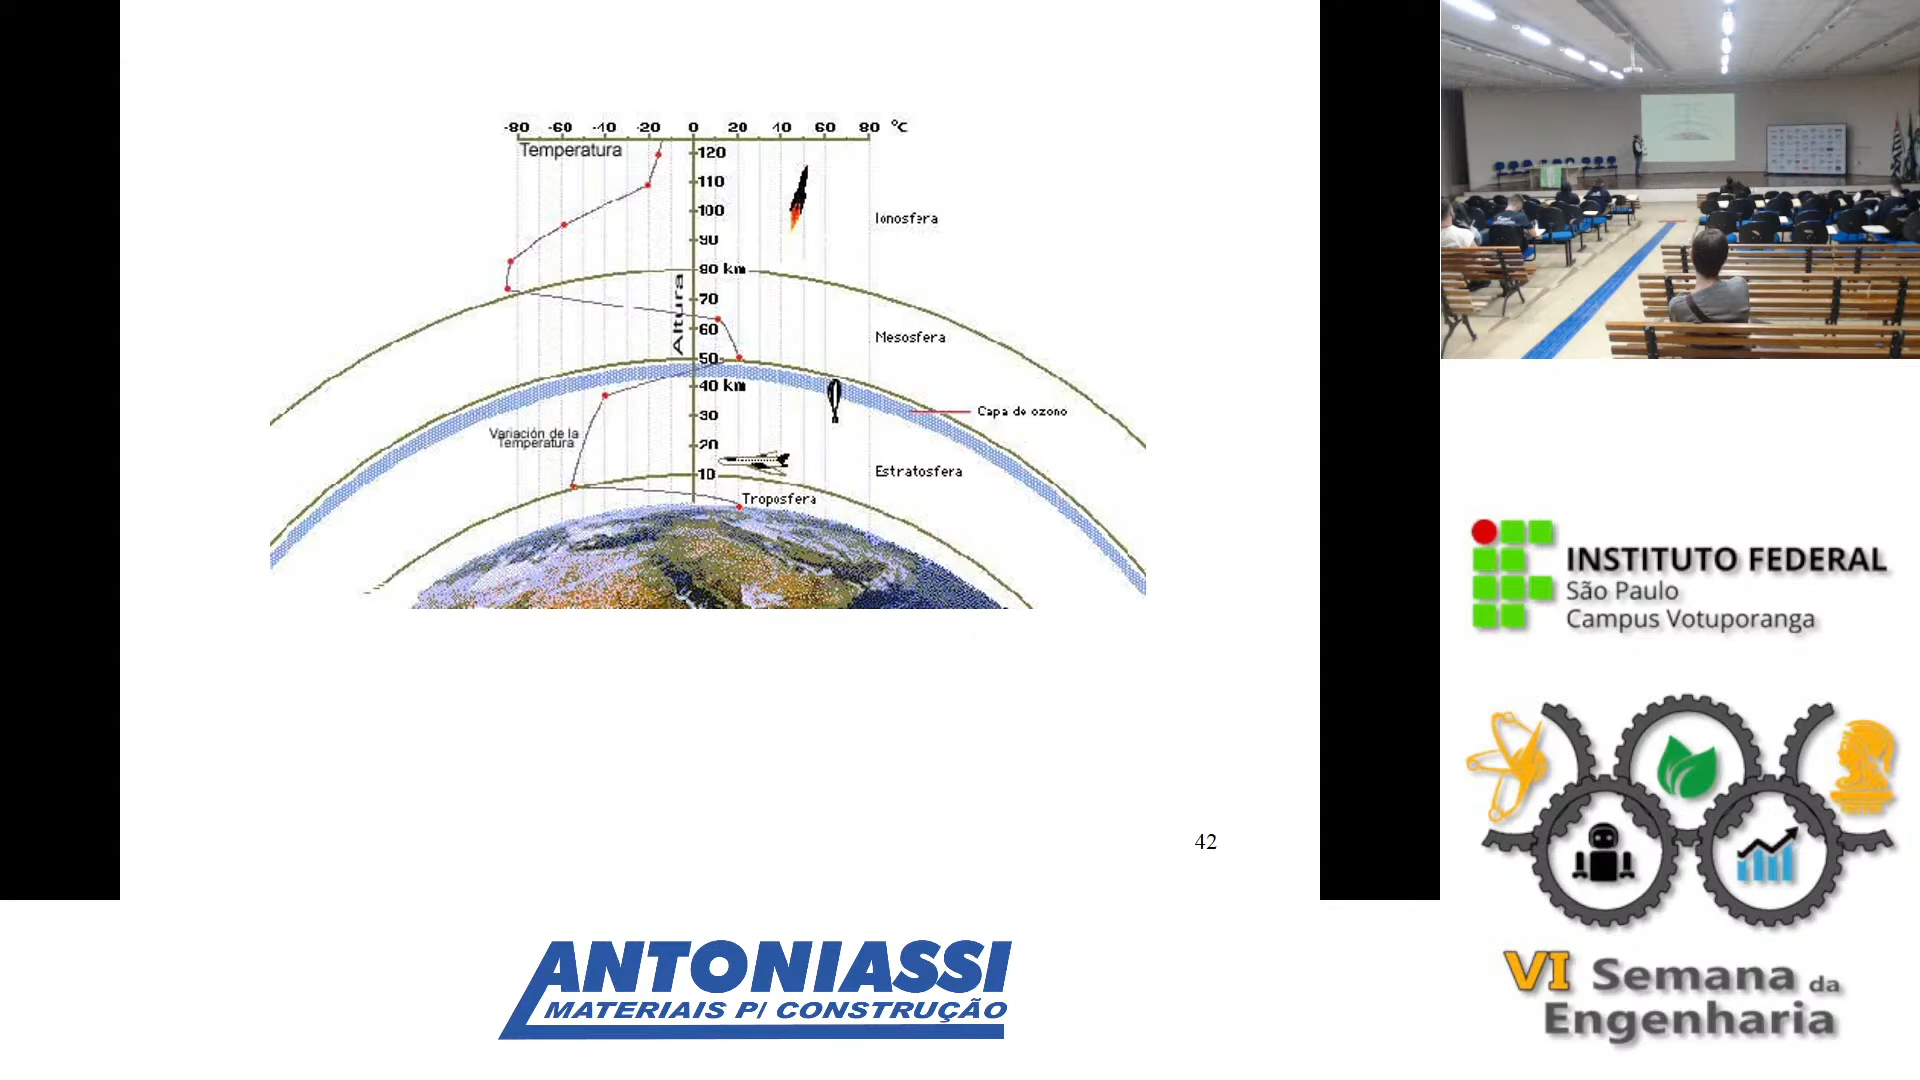 -80 -60 -40 -20 0 20 40 60 80 ºC
Temperatura
120
110
100
90
80 km
70
60
50
40 km
30
20
10
Altura
Ionosfera
Mesosfera
Capa de ozono
Variación de la
Temperatura
Estratosfera
Troposfera
42
ANTONIASSI
MATERIAIS P/ CONSTRUÇÃO
INSTITUTO FEDERAL
São Paulo
Campus Votuporanga
VI Semana da
Engenharia